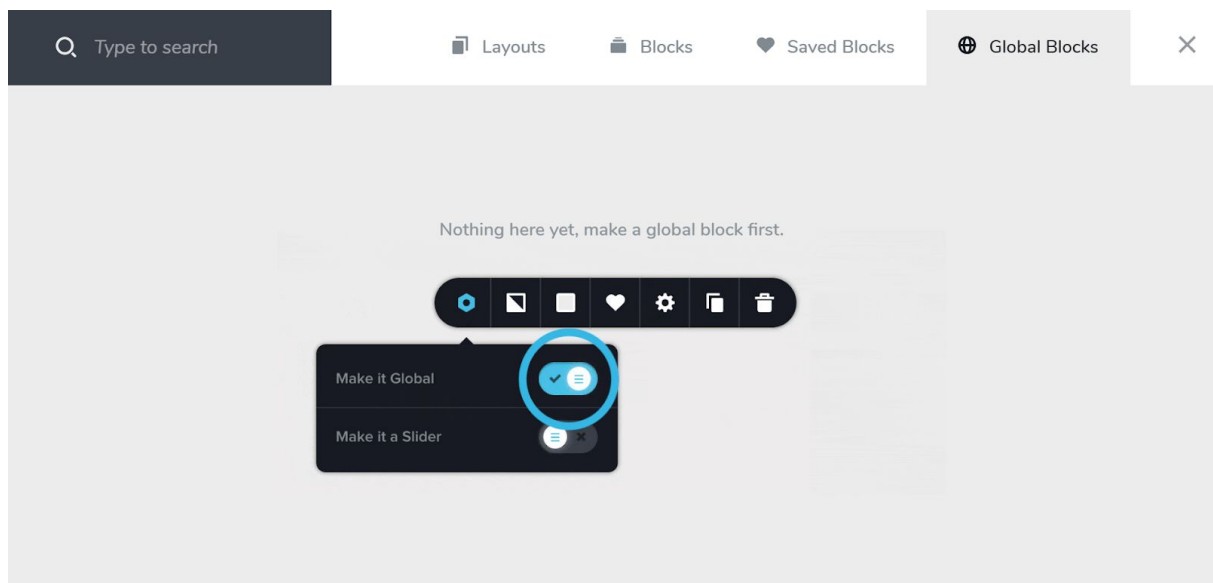 Type to search
Layouts
Blocks
Saved Blocks
Global Blocks
Nothing here yet, make a global block first.
Make it Global
Make it a Slider